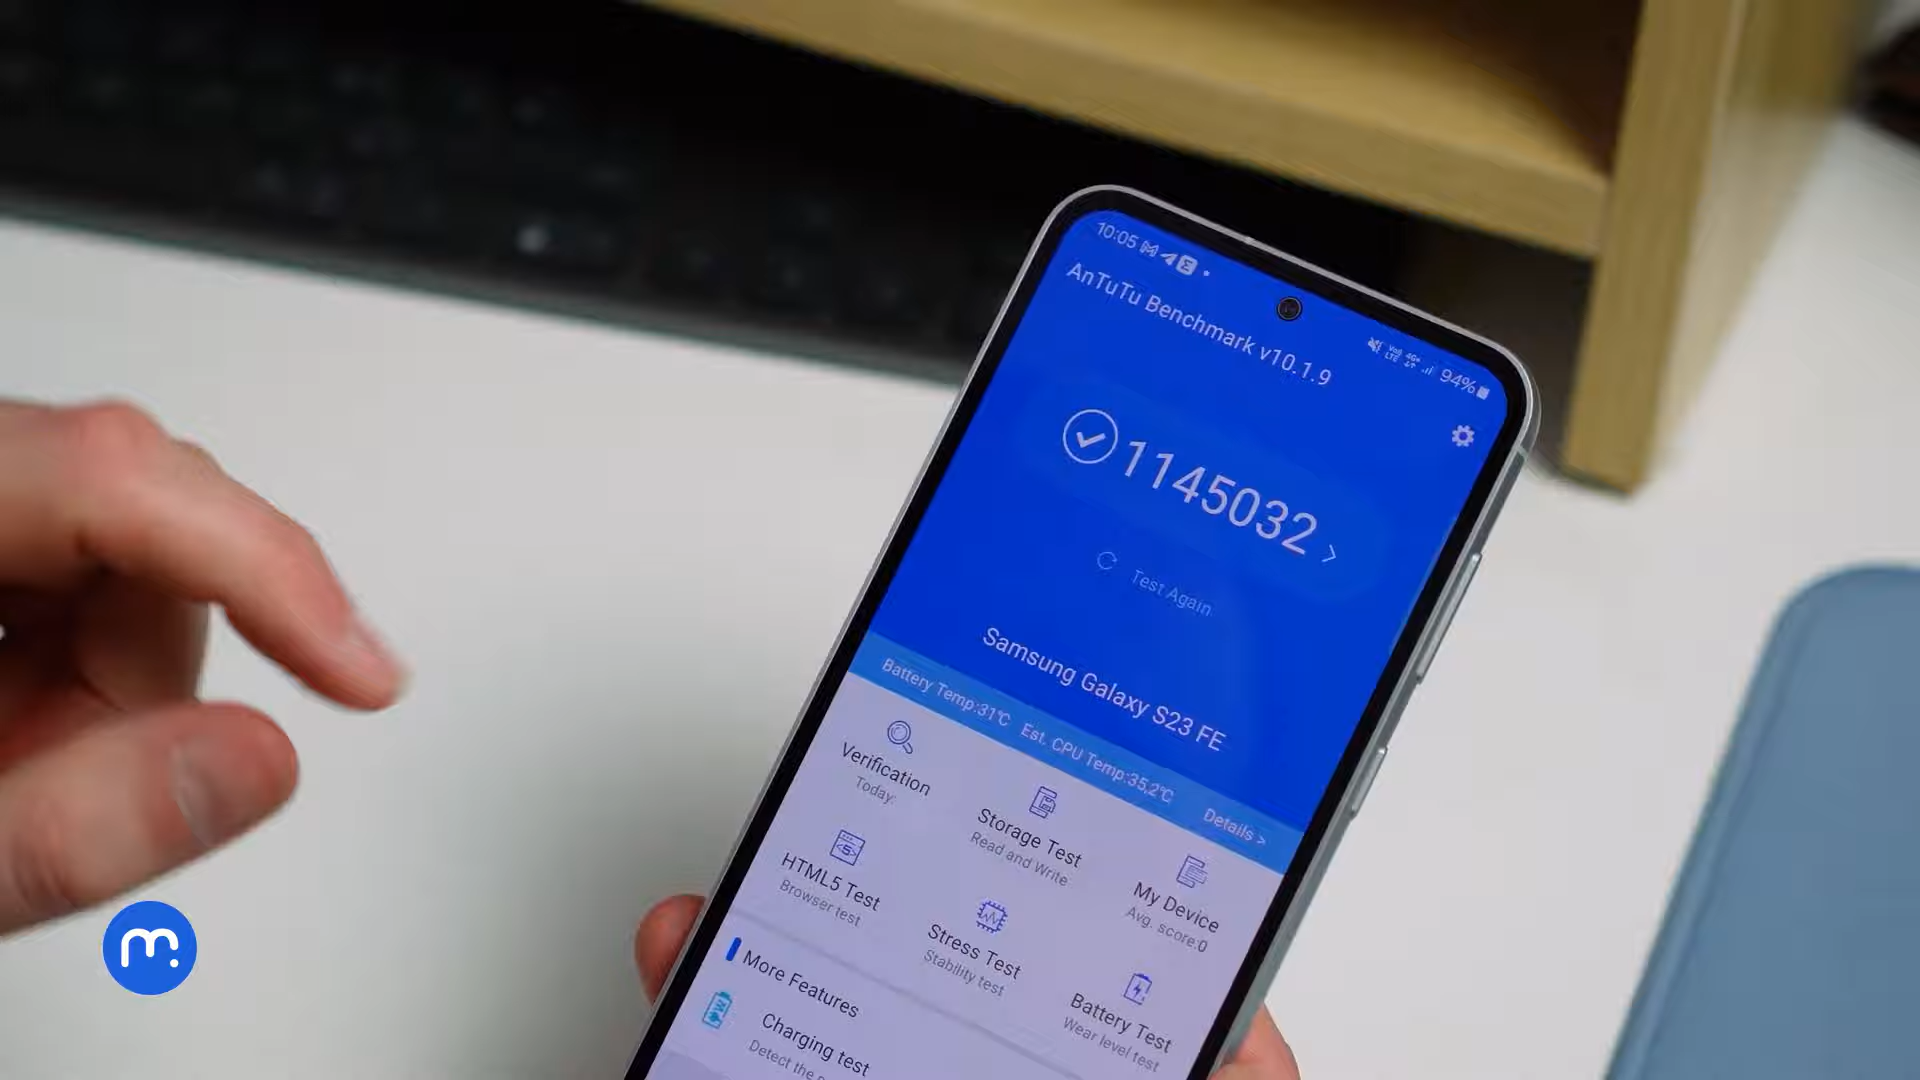 10:05
VoLTE 4G+ 94%
AnTuTu Benchmark v10.1.9
1145032 >
Test Again
Samsung Galaxy S23 FE
Battery Temp:31℃ Est. CPU Temp:35,2℃ Details >
Verification
Today:
Storage Test
Read and Write
My Device
Avg. score:0
HTML5 Test
Browser test
Stress Test
Stability test
Battery Test
Wear level test
More Features
Charging test
Detect the
m.